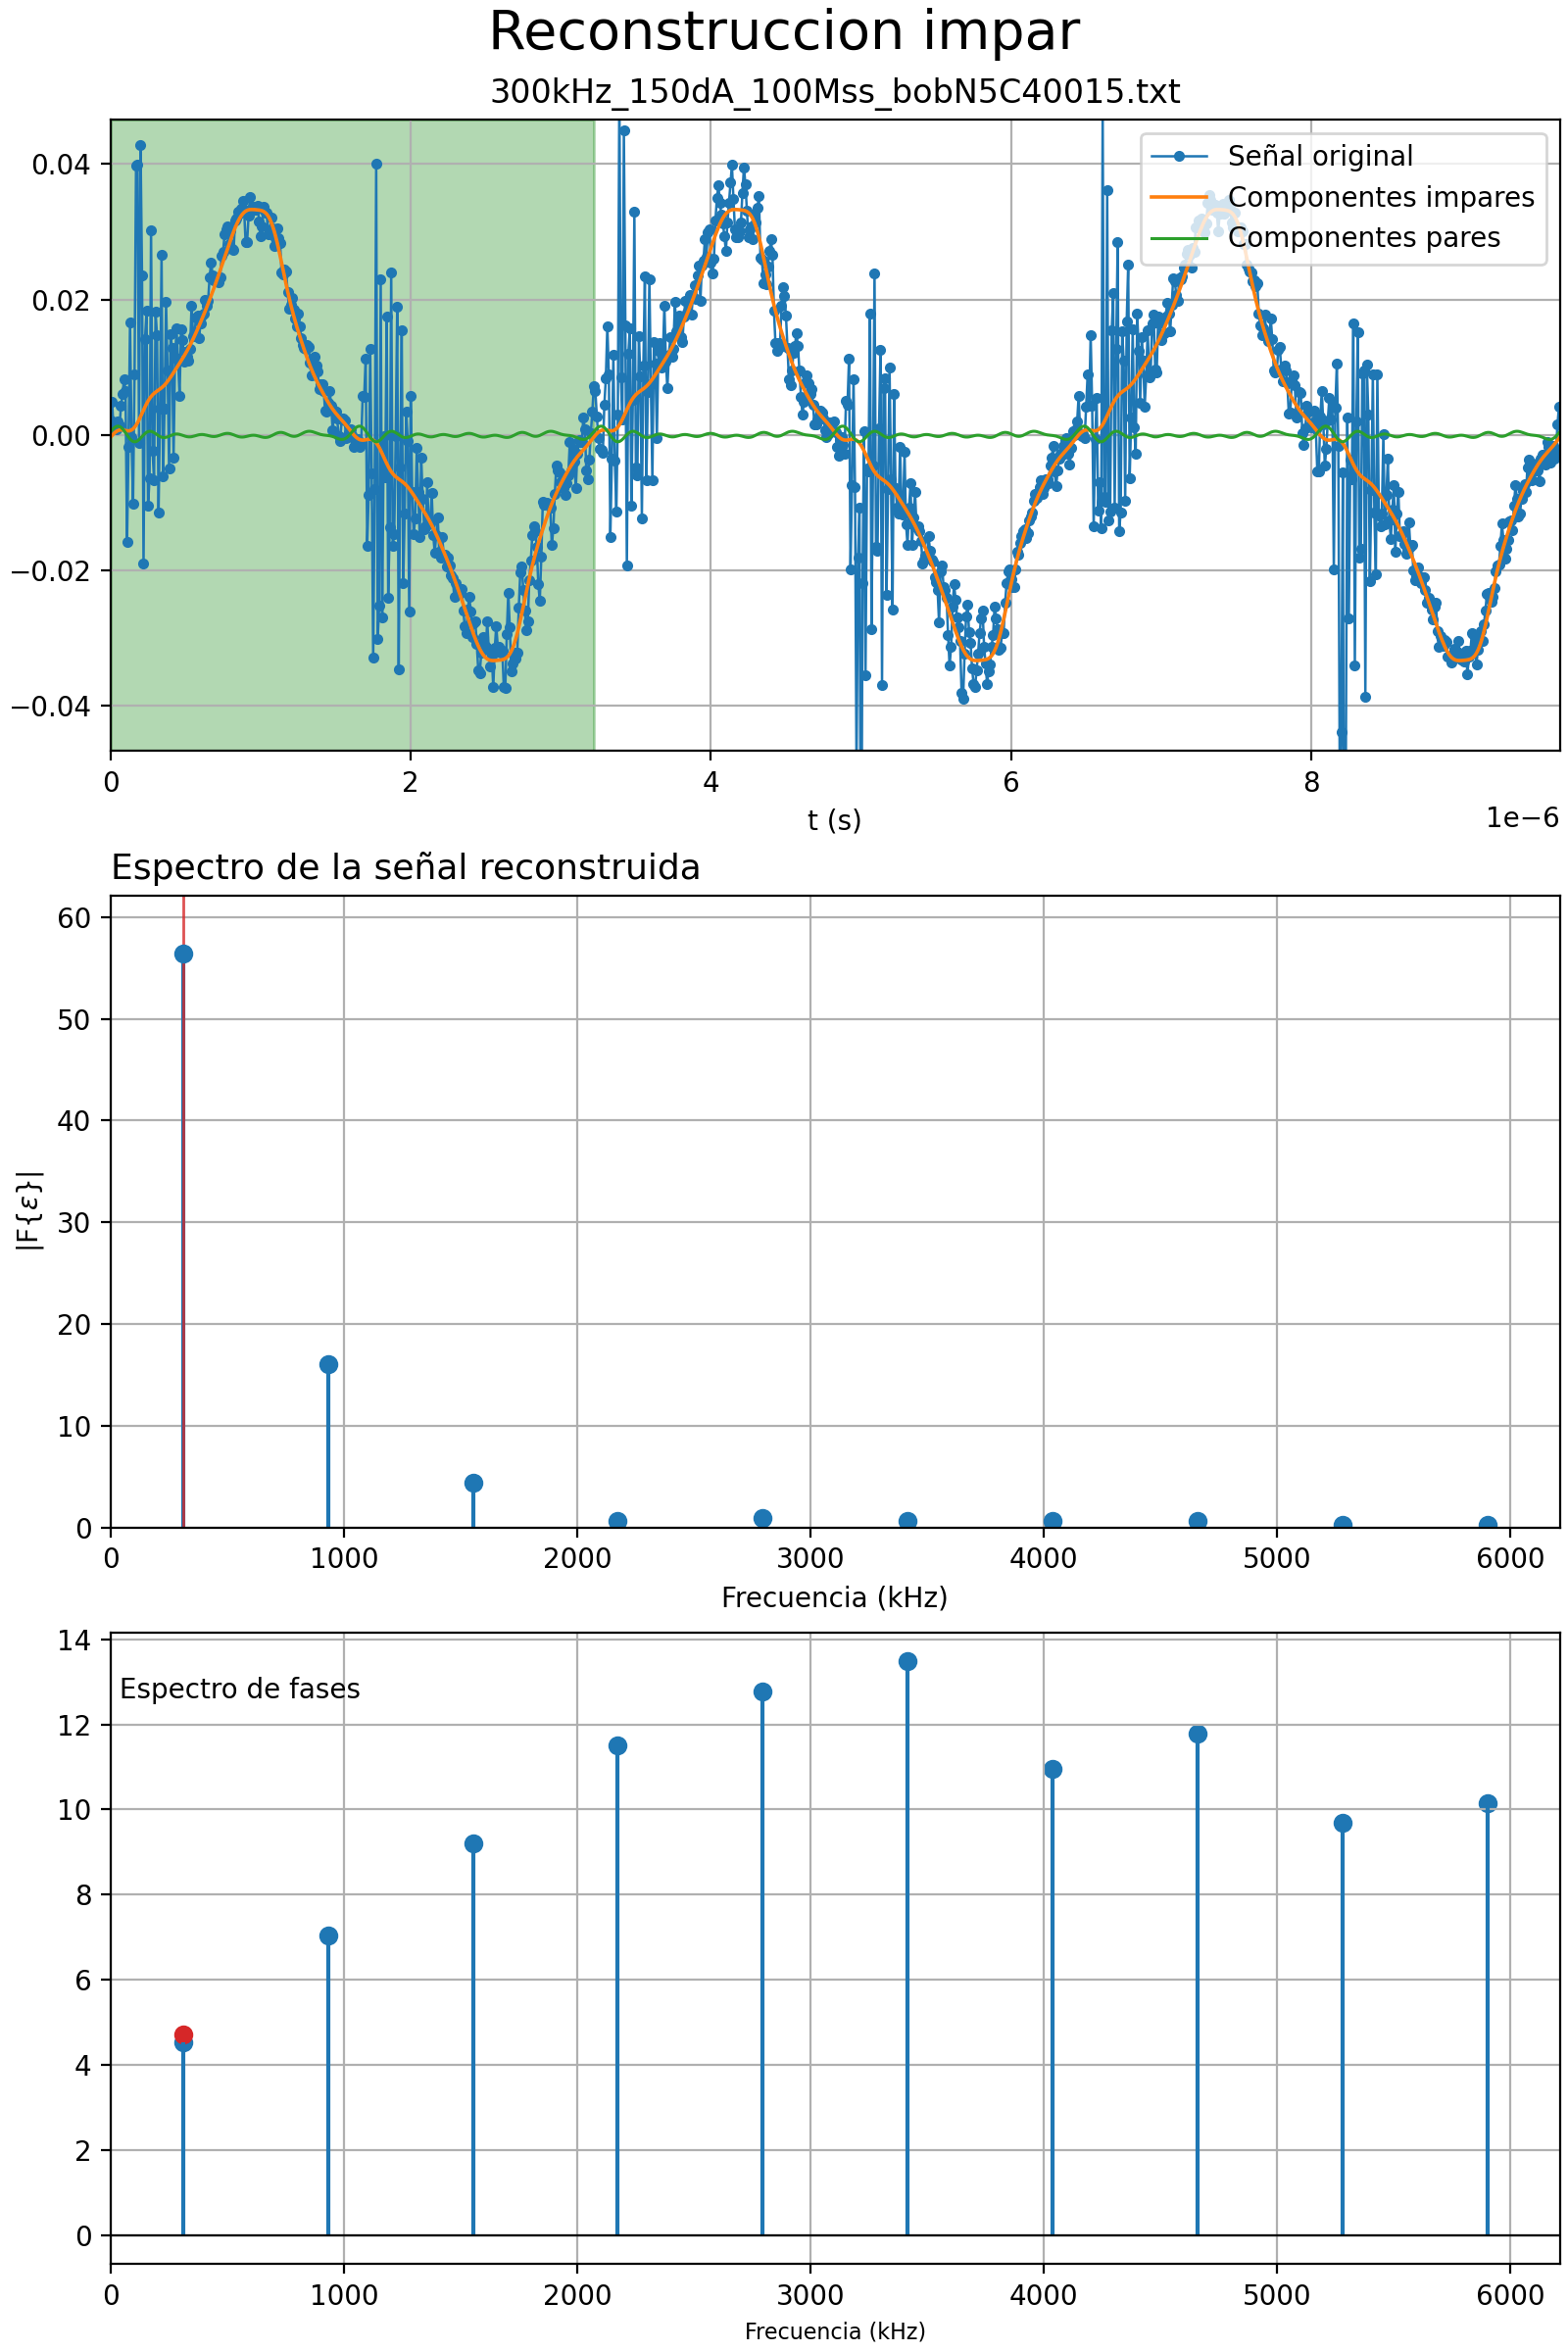 Reconstruccion impar
300kHz_150dA_100Mss_bobN5C40015.txt
Señal original
Componentes impares
Componentes pares
0.04
0.02
0.00
−0.02
−0.04
0 2 4 6 8
t (s)
1e−6
Espectro de la señal reconstruida
60
50
40
30
20
10
0
|F{ε}|
0 1000 2000 3000 4000 5000 6000
Frecuencia (kHz)
14
Espectro de fases
12
10
8
6
4
2
0
0 1000 2000 3000 4000 5000 6000
Frecuencia (kHz)